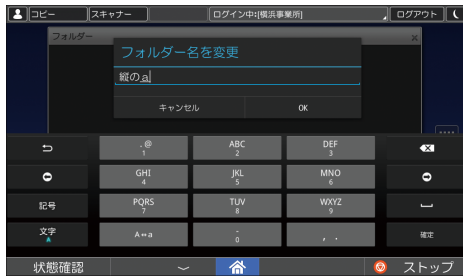 コピー スキャナー ログイン中:[横浜事業所] ログアウト
フォルダー
フォルダー名を変更
縦のa
キャンセル OK
.@ ABC DEF
1 2 3
GHI JKL MNO
4 5 6
記号 PQRS TUV WXYZ
7 8 9
文字 A⇔a - , . 確定
0
状態確認 ストップ